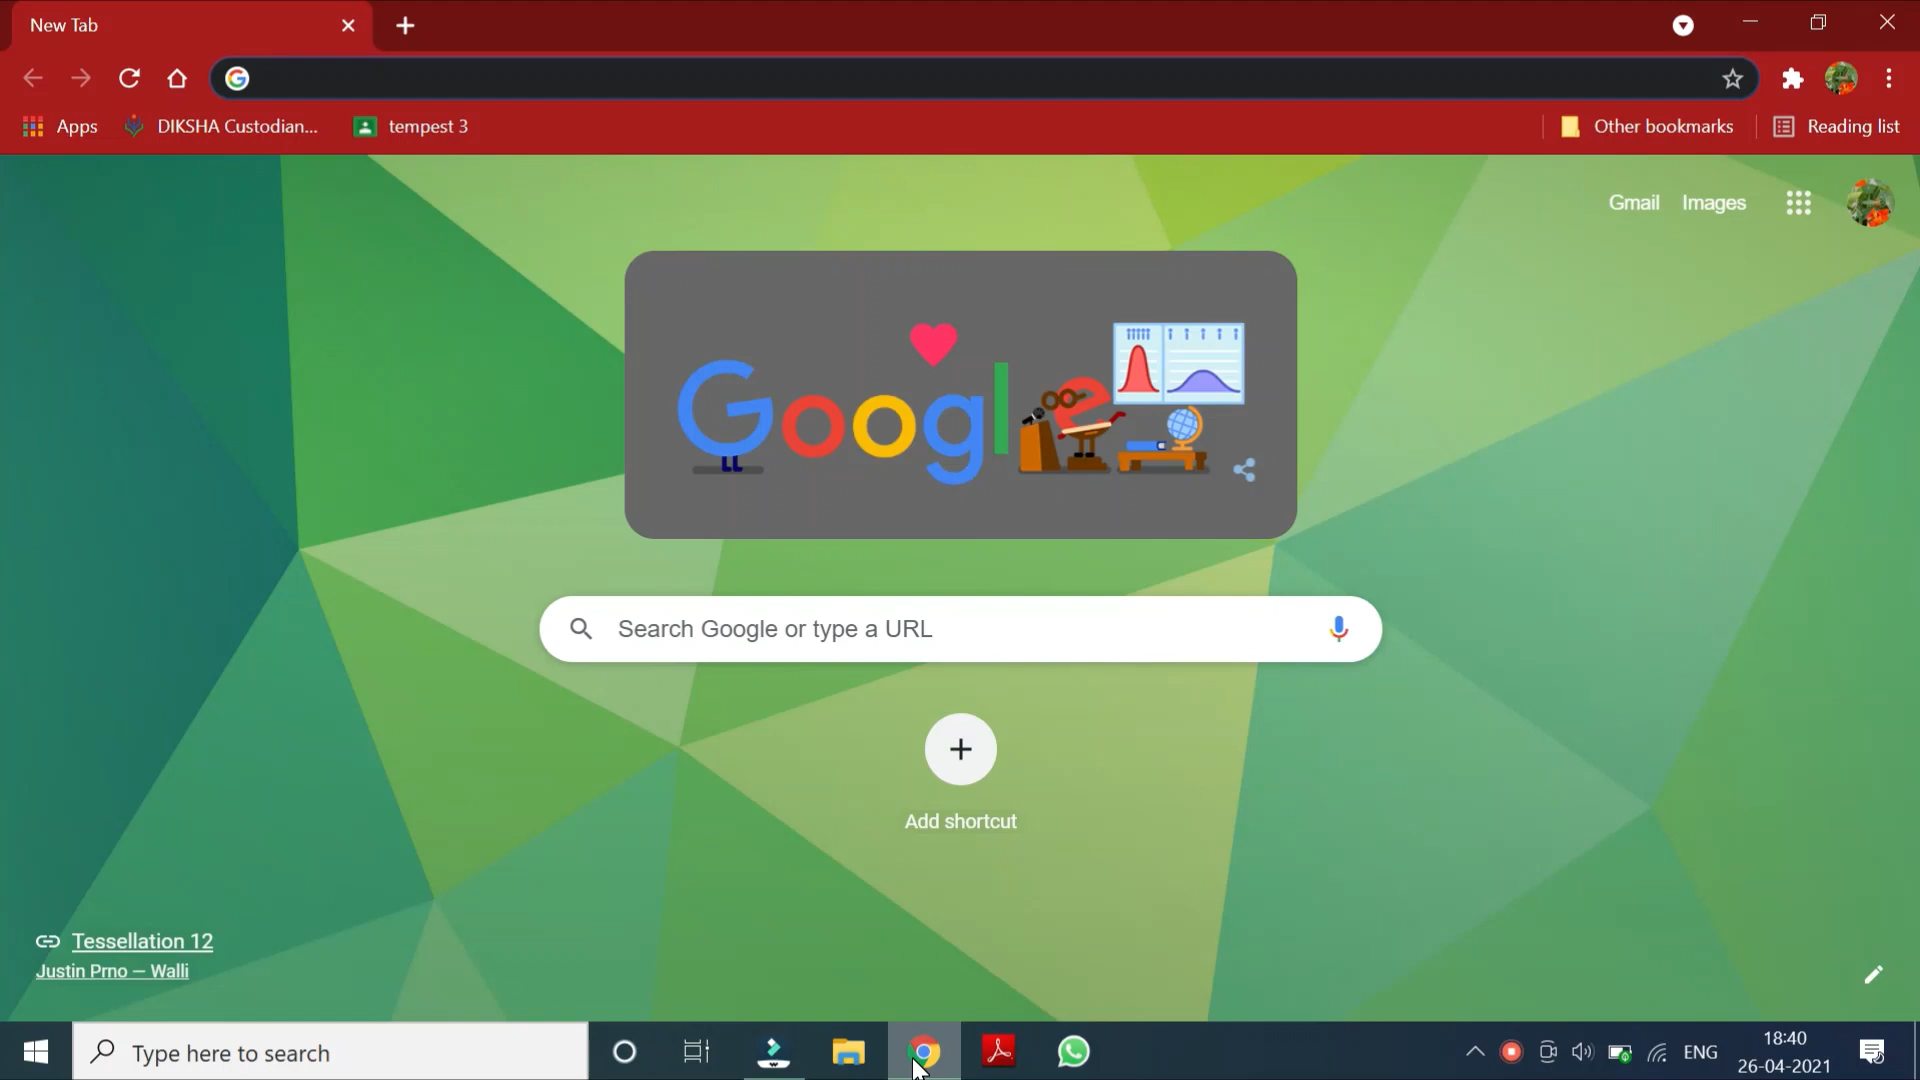 New Tab
Apps DIKSHA Custodian... tempest 3 Other bookmarks Reading list
Gmail Images
Google
Search Google or type a URL
Add shortcut
Tessellation 12
Justin Prno — Walli
Type here to search
ENG
18:40
26-04-2021